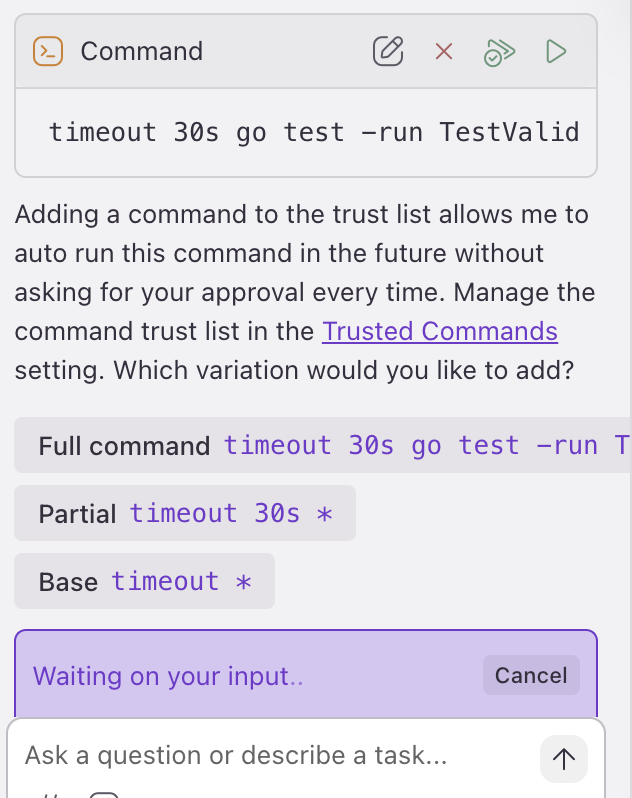 Command
timeout 30s go test -run TestValid
Adding a command to the trust list allows me to
auto run this command in the future without
asking for your approval every time. Manage the
command trust list in the Trusted Commands
setting. Which variation would you like to add?
Full command timeout 30s go test -run T
Partial timeout 30s *
Base timeout *
Waiting on your input..
Cancel
Ask a question or describe a task...